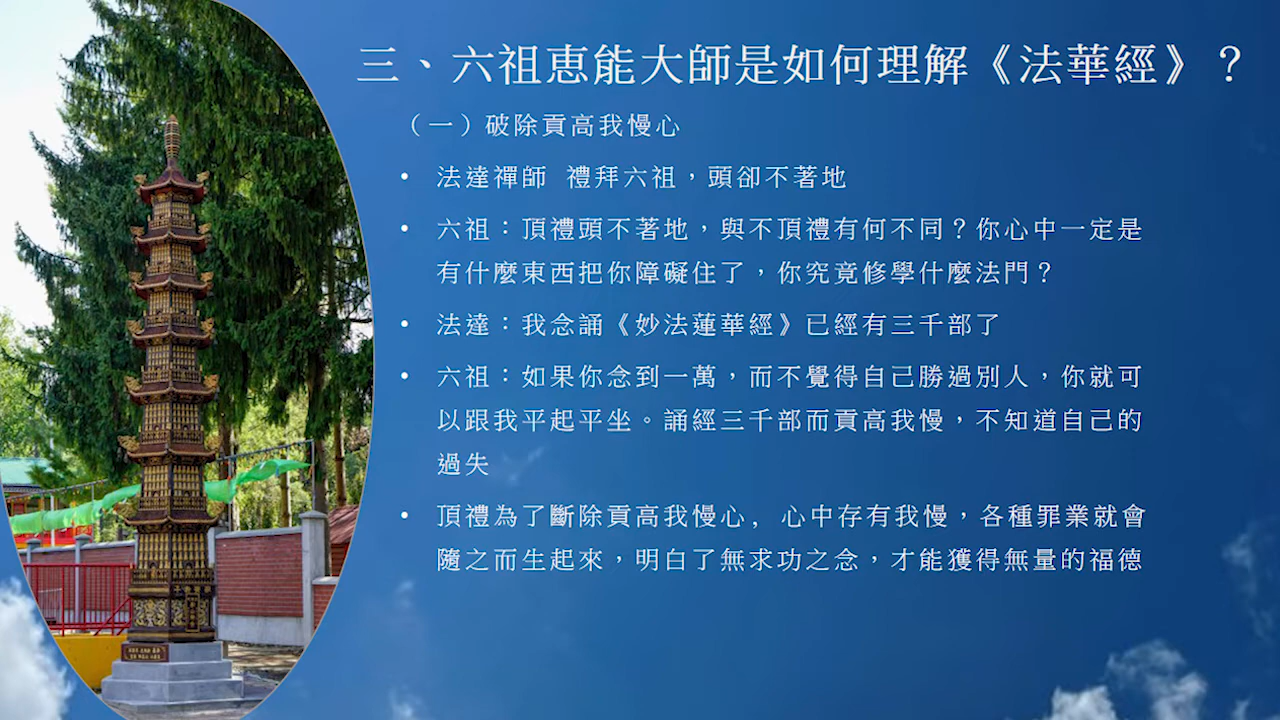 三、六祖恵能大師是如何理解《法華經》？
（一）破除貢高我慢心
• 法達禪師 禮拜六祖，頭卻不著地
• 六祖：頂禮頭不著地，與不頂禮有何不同？你心中一定是
有什麼東西把你障礙住了，你究竟修學什麼法門？
• 法達：我念誦《妙法蓮華經》已經有三千部了
• 六祖：如果你念到一萬，而不覺得自己勝過別人，你就可
以跟我平起平坐。誦經三千部而貢高我慢，不知道自己的
過失
• 頂禮為了斷除貢高我慢心, 心中存有我慢，各種罪業就會
隨之而生起來，明白了無求功之念，才能獲得無量的福德